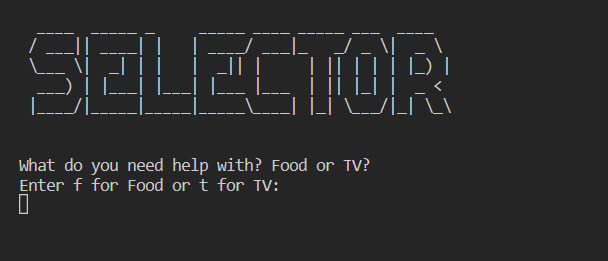 SELECTOR
What do you need help with? Food or TV?
Enter f for Food or t for TV: